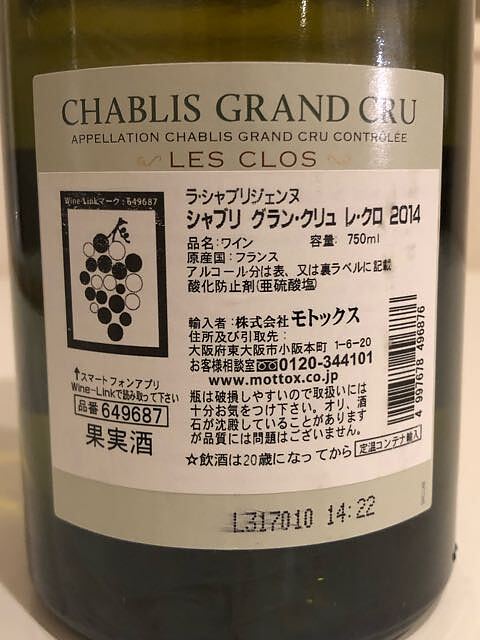 CHABLIS GRAND CRU
APPELLATION CHABLIS GRAND CRU CONTRÔLÉE
LES CLOS
Wine-Linkマーク:649687
ラ・シャブリジェンヌ
シャブリ グラン・クリュ レ・クロ 2014
品名:ワイン 容量: 750ml
原産国:フランス
アルコール分は表、又は裏ラベルに記載
酸化防止剤(亜硫酸塩)
輸入者:株式会社 モトックス
住所及び引取先:
大阪府東大阪市小阪本町 1-6-20
お客様相談室 0120-344101
www.mottox.co.jp
瓶は破損しやすいので取扱いには
十分お気をつけ下さい。オリ、酒
石が沈殿していることがあります
が品質には問題はございません。
☆飲酒は20歳になってから 定温コンテナ輸入
↑スマートフォンアプリ
Wine-Linkで読み取って下さい
品番 649687
果実酒
4 997678 496876
L317010 14:22